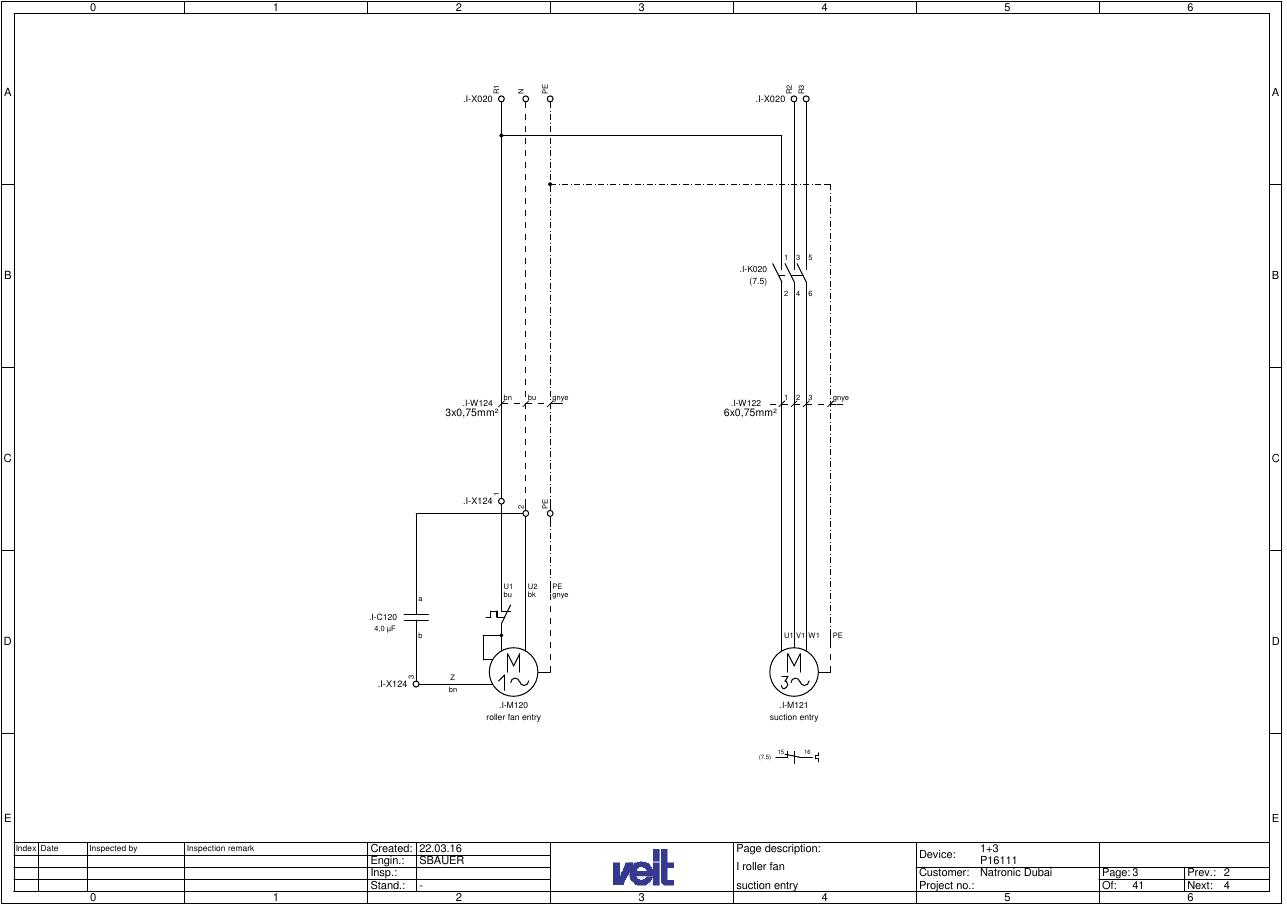 0 1 2 3 4 5 6
A A
R1 N PE R2 R3
.I-X020 .I-X020
B B
1 3 5
.I-K020
(7.5)
2 4 6
bn bu gnye 1 2 3 gnye
.I-W124 .I-W122
3x0,75mm² 6x0,75mm²
C C
1
.I-X124
2 PE
U1 U2 PE
bu bk gnye
a
.I-C120
4,0 µF
b
U1 V1 W1 PE
D D
M M
1 3
3 Z
.I-X124
bn
.I-M120 .I-M121
roller fan entry suction entry
15 16
(7.5)
E E
Index Date Inspected by Inspection remark
Created: 22.03.16
Engin.: SBAUER
Insp.:
Stand.: -
veit
Page description:
I roller fan
suction entry
Device: 1+3
P16111
Customer: Natronic Dubai
Project no.:
Page: 3 Prev.: 2
Of: 41 Next: 4
0 1 2 3 4 5 6